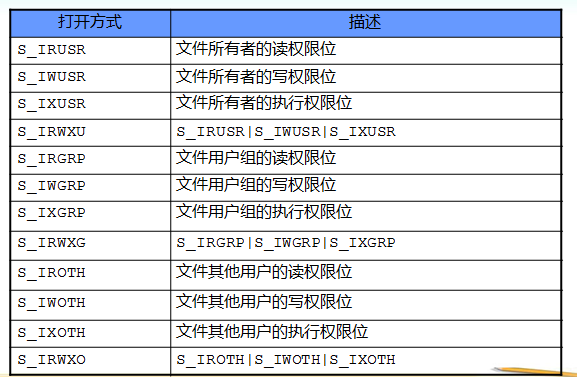 打开方式 描述
S_IRUSR 文件所有者的读权限位
S_IWUSR 文件所有者的写权限位
S_IXUSR 文件所有者的执行权限位
S_IRWXU S_IRUSR|S_IWUSR|S_IXUSR
S_IRGRP 文件用户组的读权限位
S_IWGRP 文件用户组的写权限位
S_IXGRP 文件用户组的执行权限位
S_IRWXG S_IRGRP|S_IWGRP|S_IXGRP
S_IROTH 文件其他用户的读权限位
S_IWOTH 文件其他用户的写权限位
S_IXOTH 文件其他用户的执行权限位
S_IRWXO S_IROTH|S_IWOTH|S_IXOTH